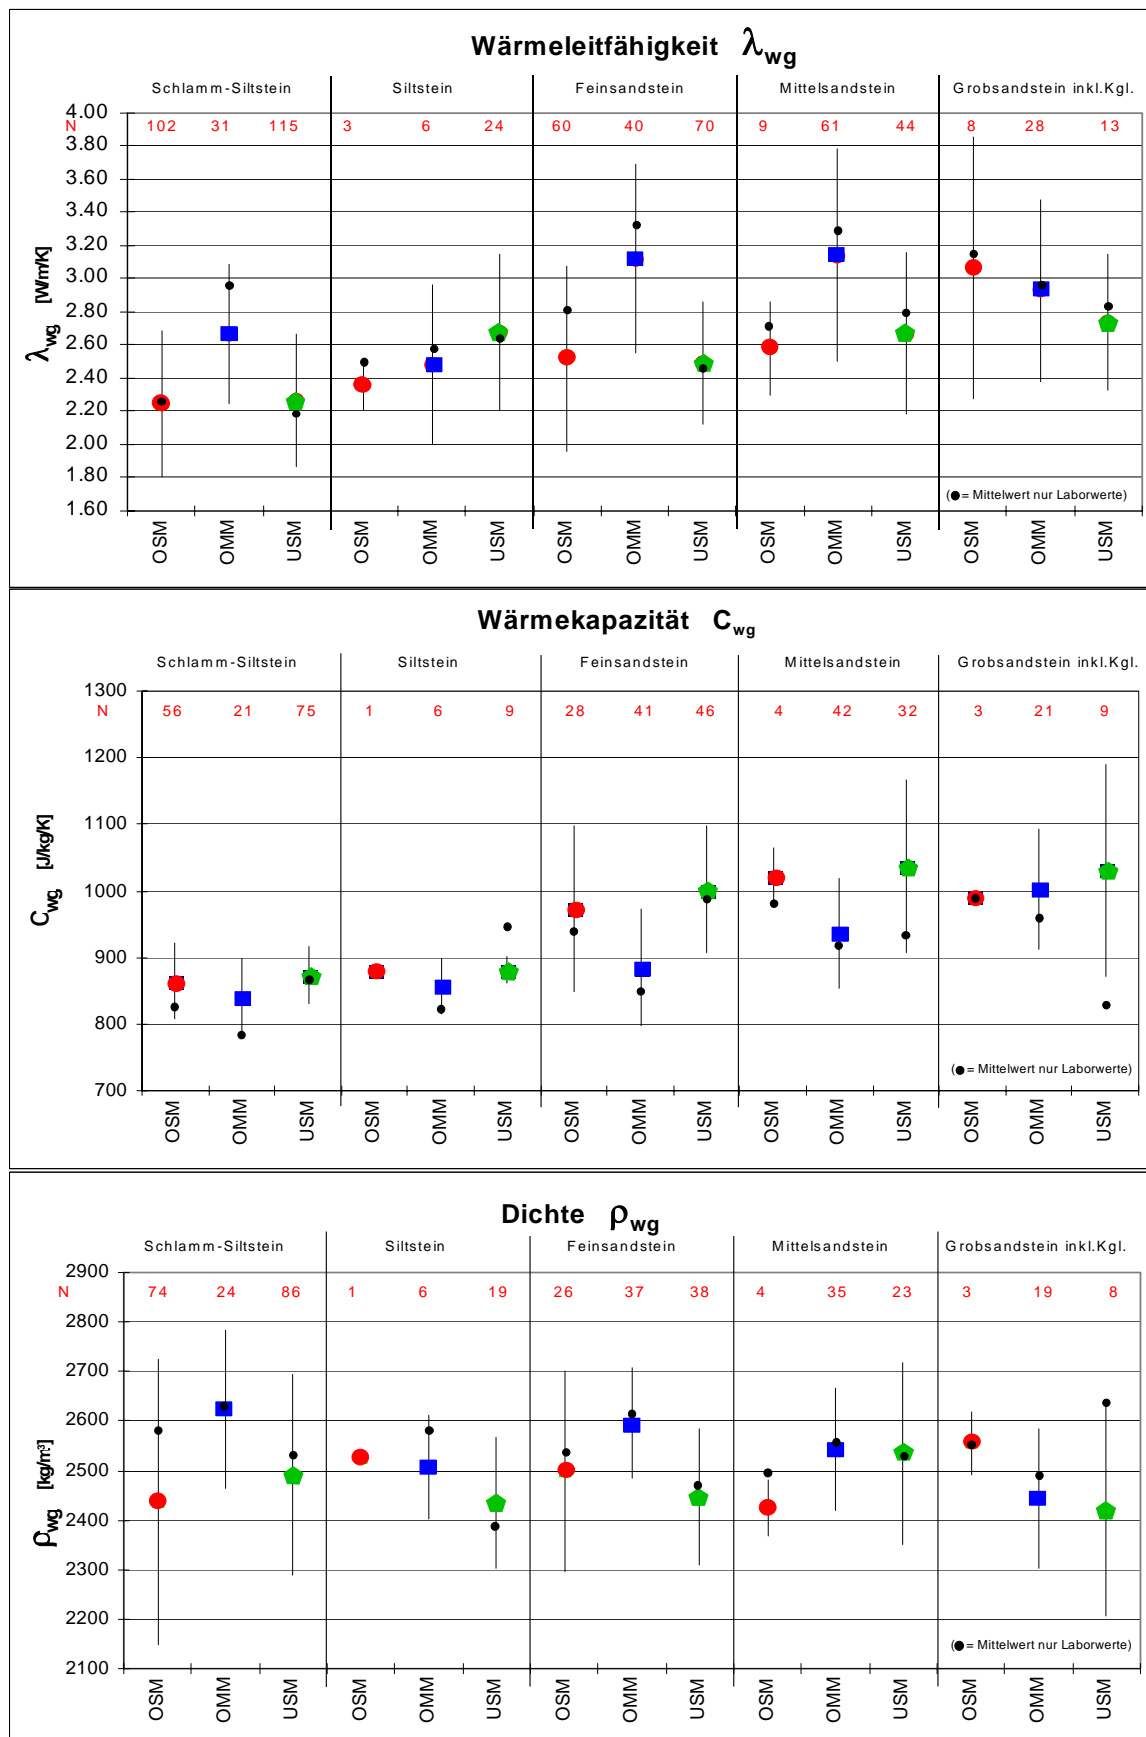 Wärmeleitfähigkeit λwg
Schlamm-Siltstein Siltstein Feinsandstein Mittelsandstein Grobsandstein inkl.Kgl.
N 102 31 115 3 6 24 60 40 70 9 61 44 8 28 13
4.00
3.80
3.60
3.40
3.20
3.00
2.80
2.60
2.40
2.20
2.00
1.80
1.60
λwg [W/m/K]
(●= Mittelwert nur Laborwerte)
OSM OMM USM OSM OMM USM OSM OMM USM OSM OMM USM OSM OMM USM
Wärmekapazität Cwg
Schlamm-Siltstein Siltstein Feinsandstein Mittelsandstein Grobsandstein inkl.Kgl.
N 56 21 75 1 6 9 28 41 46 4 42 32 3 21 9
1300
1200
1100
1000
900
800
700
Cwg [J/kg/K]
(●= Mittelwert nur Laborwerte)
OSM OMM USM OSM OMM USM OSM OMM USM OSM OMM USM OSM OMM USM
Dichte ρwg
Schlamm-Siltstein Siltstein Feinsandstein Mittelsandstein Grobsandstein inkl.Kgl.
N 74 24 86 1 6 19 26 37 38 4 35 23 3 19 8
2900
2800
2700
2600
2500
2400
2300
2200
2100
ρwg [kg/m³]
(●= Mittelwert nur Laborwerte)
OSM OMM USM OSM OMM USM OSM OMM USM OSM OMM USM OSM OMM USM